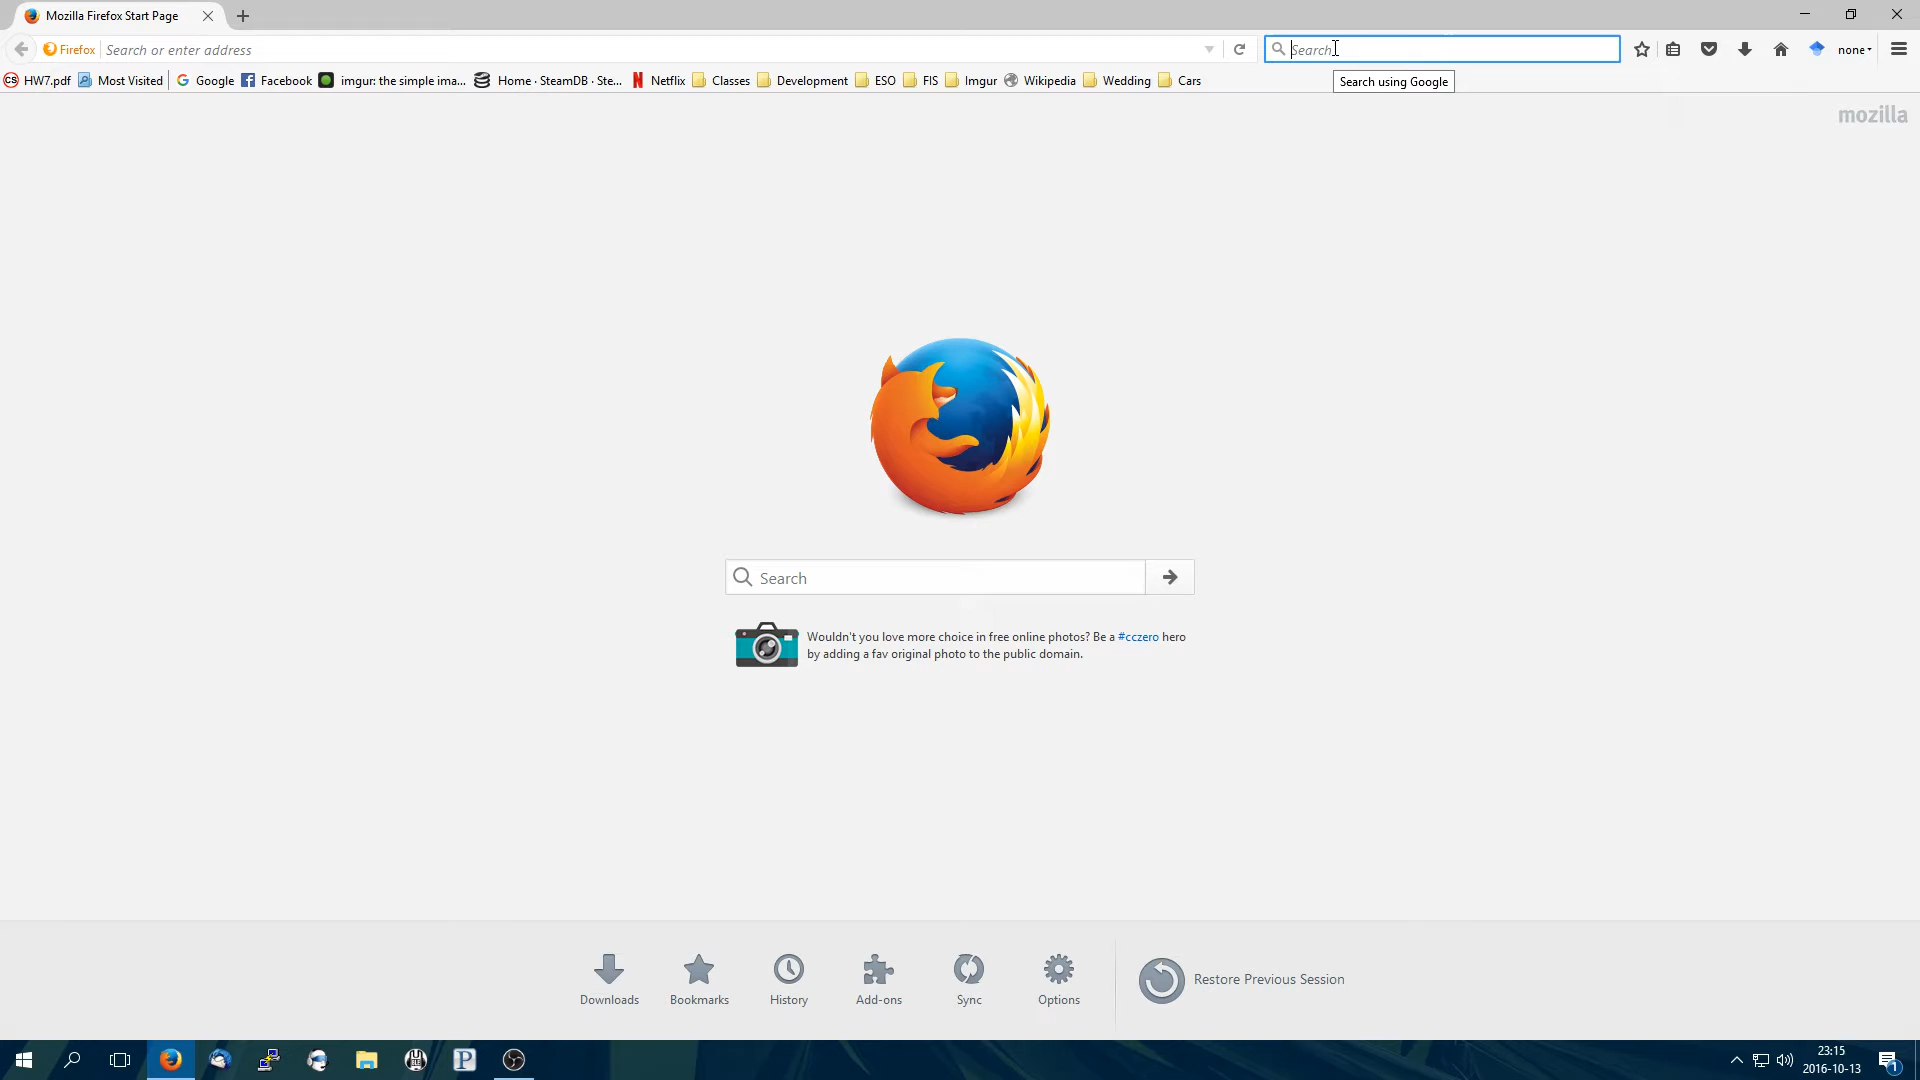 Mozilla Firefox Start Page
Firefox Search or enter address Search none
HW7.pdf Most Visited Google Facebook imgur: the simple ima... Home · SteamDB · Ste... Netflix Classes Development ESO FIS Imgur Wikipedia Wedding Cars
Search using Google
mozilla
Search
Wouldn't you love more choice in free online photos? Be a #cczero hero
by adding a fav original photo to the public domain.
Downloads Bookmarks History Add-ons Sync Options Restore Previous Session
23:15
2016-10-13 1